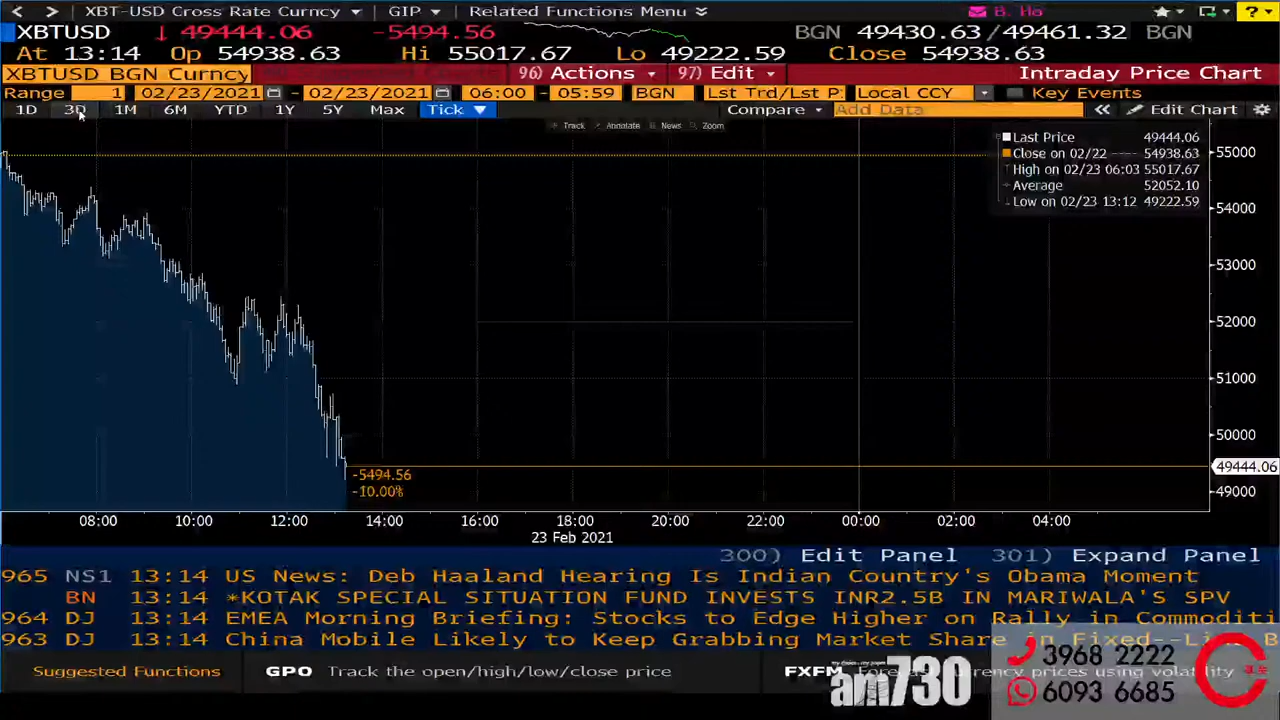 XBT-USD Cross Rate Curncy GIP Related Functions Menu B. Ho ?
XBTUSD ↓ 49444.06 -5494.56 BGN 49430.63/49461.32 BGN
At 13:14 Op 54938.63 Hi 55017.67 Lo 49222.59 Close 54938.63
XBTUSD BGN Curncy 96) Actions 97) Edit Intraday Price Chart
Range 1 02/23/2021 - 02/23/2021 06:00 - 05:59 BGN Lst Trd/Lst P Local CCY Key Events
1D 3D 1M 6M YTD 1Y 5Y Max Tick ▼ Compare Add Data « Edit Chart
Track Annotate News Zoom
Last Price 49444.06
Close on 02/22 ---- 54938.63
High on 02/23 06:03 55017.67
Average 52052.10
Low on 02/23 13:12 49222.59
55000
54000
53000
52000
51000
50000
49444.06
49000
-5494.56
-10.00%
08:00 10:00 12:00 14:00 16:00 18:00 20:00 22:00 00:00 02:00 04:00
23 Feb 2021
300) Edit Panel 301) Expand Panel
965 NS1 13:14 US News: Deb Haaland Hearing Is Indian Country's Obama Moment
BN 13:14 *KOTAK SPECIAL SITUATION FUND INVESTS INR2.5B IN MARIWALA'S SPV
964 DJ 13:14 EMEA Morning Briefing: Stocks to Edge Higher on Rally in Commoditi
963 DJ 13:14 China Mobile Likely to Keep Grabbing Market Share in Fixed--Line B
Suggested Functions GPO Track the open/high/low/close price FXFM currency prices using volatility
am730
3968 2222
6093 6685